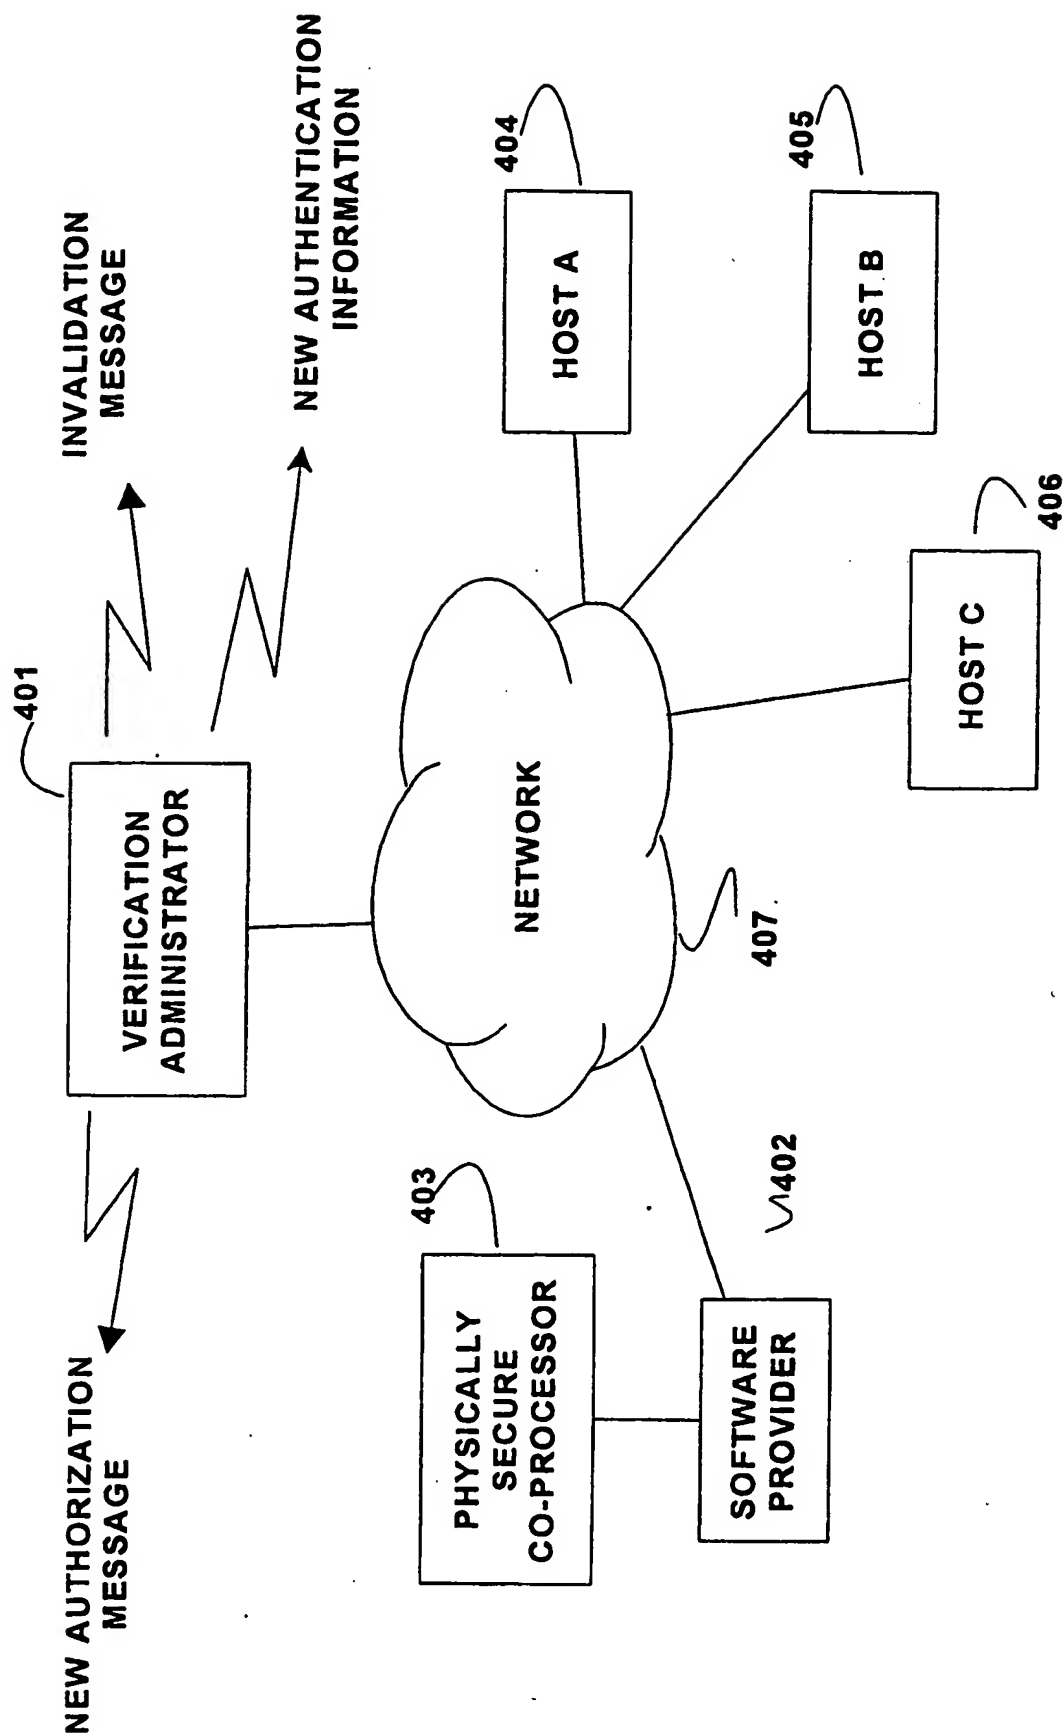 NEW AUTHORIZATION
MESSAGE
INVALIDATION
MESSAGE
NEW AUTHENTICATION
INFORMATION
401
VERIFICATION
ADMINISTRATOR
403
PHYSICALLY
SECURE
CO-PROCESSOR
NETWORK
407
404
HOST A
405
HOST B
406
HOST C
402
SOFTWARE
PROVIDER